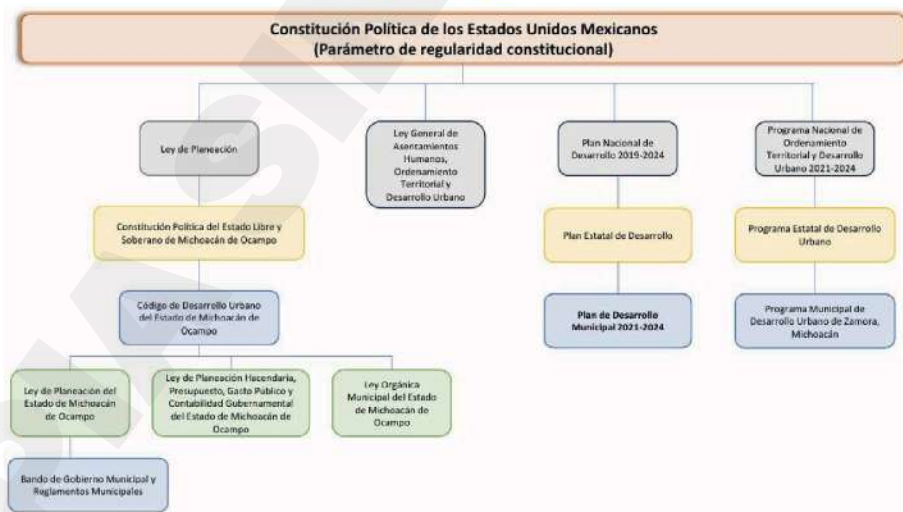 Constitución Política de los Estados Unidos Mexicanos
(Parámetro de regularidad constitucional)
Ley de Planeación
Ley General de
Asentamientos
Humanos,
Ordenamiento
Territorial y
Desarrollo Urbano
Plan Nacional de
Desarrollo 2019-2024
Programa Nacional de
Ordenamiento
Territorial y Desarrollo
Urbano 2021-2024
Constitución Política del Estado Libre y
Soberano de Michoacán de Ocampo
Plan Estatal de Desarrollo
Programa Estatal de Desarrollo
Urbano
Código de Desarrollo Urbano
del Estado de Michoacán de
Ocampo
Plan de Desarrollo
Municipal 2021-2024
Programa Municipal de
Desarrollo Urbano de Zamora,
Michoacán
Ley de Planeación del
Estado de Michoacán
de Ocampo
Ley de Planeación Hacendaria,
Presupuesto, Gasto Público y
Contabilidad Gubernamental
del Estado de Michoacán de
Ocampo
Ley Orgánica
Municipal del Estado
de Michoacán de
Ocampo
Bando de Gobierno Municipal y
Reglamentos Municipales